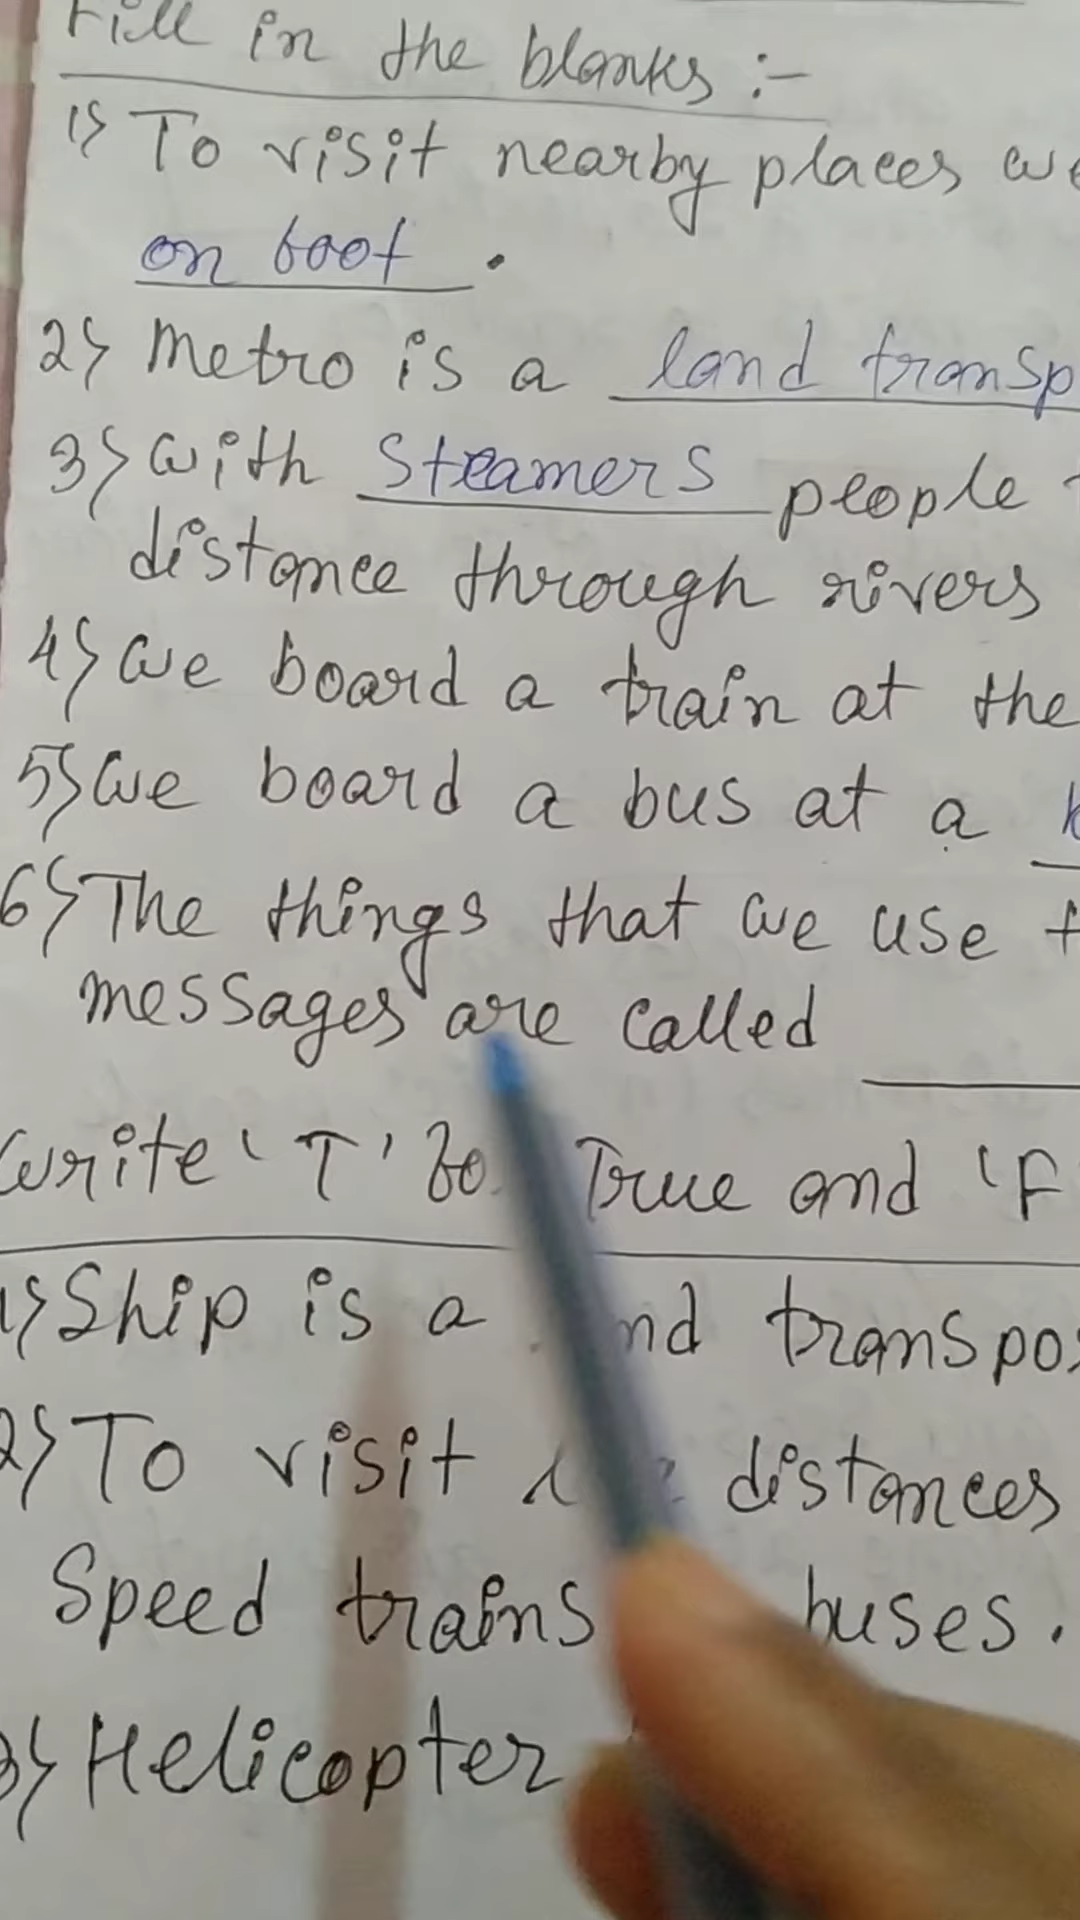 Fill in the blanks :-
1) To visit nearby places we
on foot .
2) Metro is a land transp
3) With Steamers people
distance through rivers
4) We board a train at the
5) We board a bus at a
6) The things that we use
messages are called
Write 'T' for True and 'F
1) Ship is a transpo
2) To visit distances
Speed trains buses.
3) Helicopter